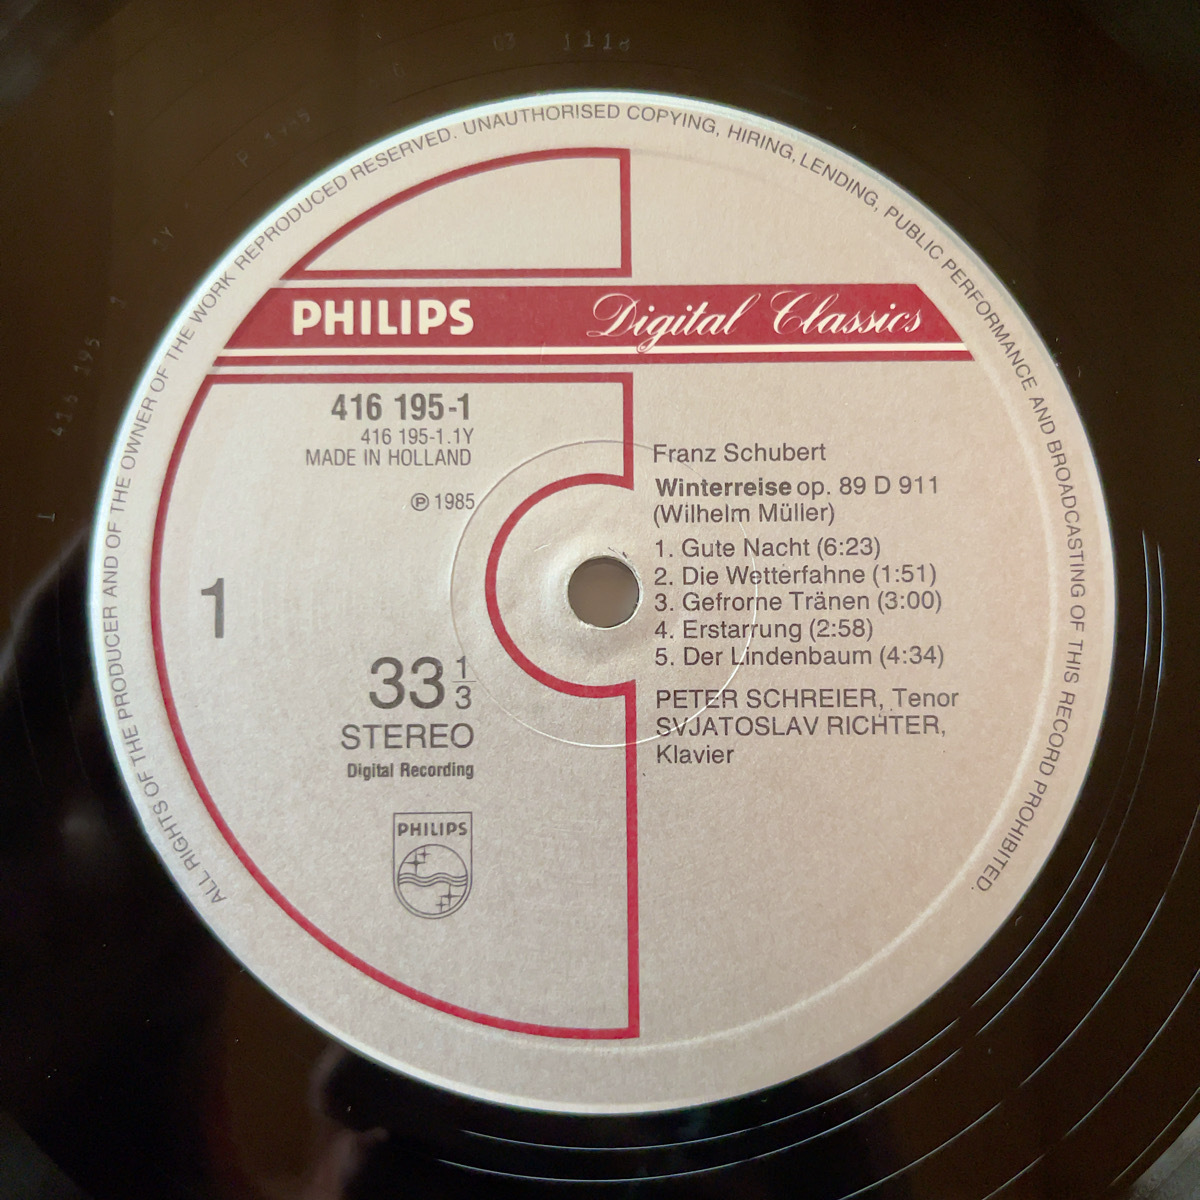 ALL RIGHTS OF THE PRODUCER AND OF THE OWNER OF THE WORK REPRODUCED RESERVED. UNAUTHORISED COPYING, HIRING, LENDING, PUBLIC PERFORMANCE AND BROADCASTING OF THIS RECORD PROHIBITED.
PHILIPS Digital Classics
416 195-1
416 195-1.1Y
MADE IN HOLLAND
℗ 1985
1
33 1/3
STEREO
Digital Recording
PHILIPS
Franz Schubert
Winterreise op. 89 D 911
(Wilhelm Müller)
1. Gute Nacht (6:23)
2. Die Wetterfahne (1:51)
3. Gefrorne Tränen (3:00)
4. Erstarrung (2:58)
5. Der Lindenbaum (4:34)
PETER SCHREIER, Tenor
SVJATOSLAV RICHTER,
Klavier